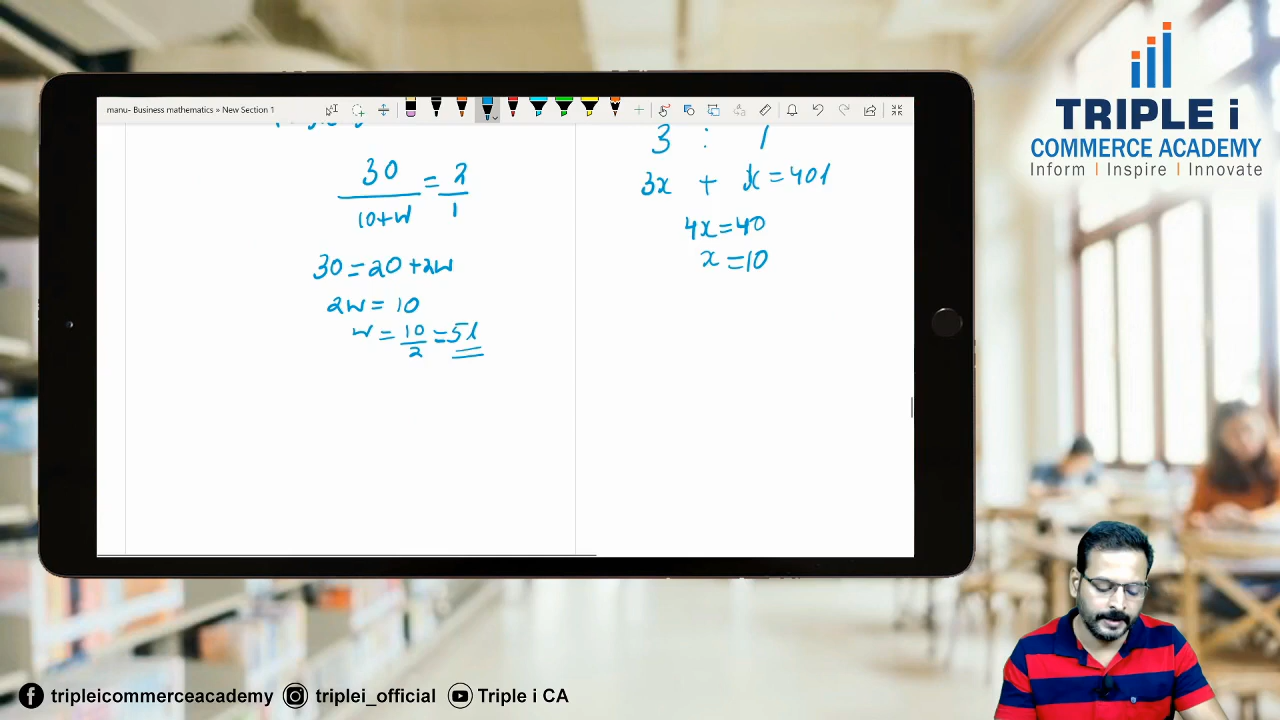 manu- Business mathematics » New Section 1
30/10+W = 2/1
30 = 20 + 2W
2W = 10
W = 10/2 = 5l
3 : 1
3x + x = 40l
4x = 40
x = 10
TRIPLE i
COMMERCE ACADEMY
Inform | Inspire | Innovate
tripleicommerceacademy triplei_official Triple i CA